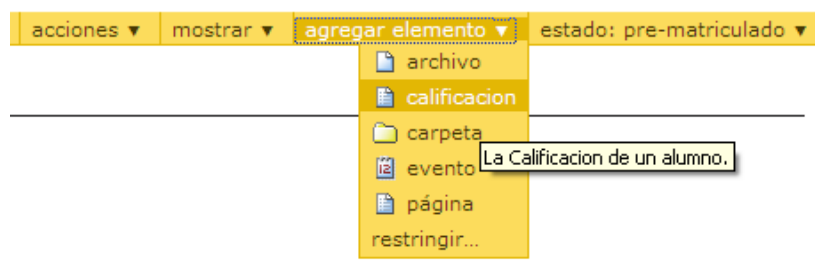 acciones ▼ mostrar ▼ agregar elemento ▼ estado: pre-matriculado ▼
archivo
calificacion
carpeta
La Calificacion de un alumno.
evento
página
restringir...